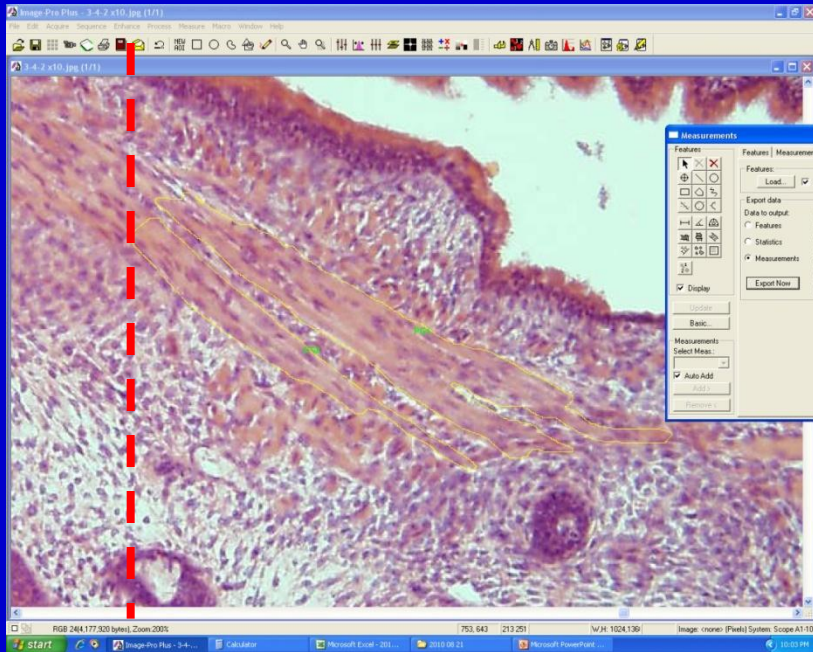 Image-Pro Plus - 3-4-2 x10.jpg (1/1)
File Edit Acquire Sequence Enhance Process Measure Macro Window Help
3-4-2 x10.jpg (1/1)
Measurements
Features
Features Measuremen
Features:
Load...
Export data
Data to output:
Features
Statistics
Measurements
Export Now
Display
Update
Basic...
Measurements
Select Meas.:
Auto Add
Add >
Remove <
RGB 24(4,177,920 bytes), Zoom:200% 753, 643 213 251 W,H: 1024,136 Image: <none> (Pixels) System: Scope A1-10
start Image-Pro Plus - 3-4-... Calculator Microsoft Excel - 201... 2010 08 21 Microsoft PowerPoint ... 10:03 PM